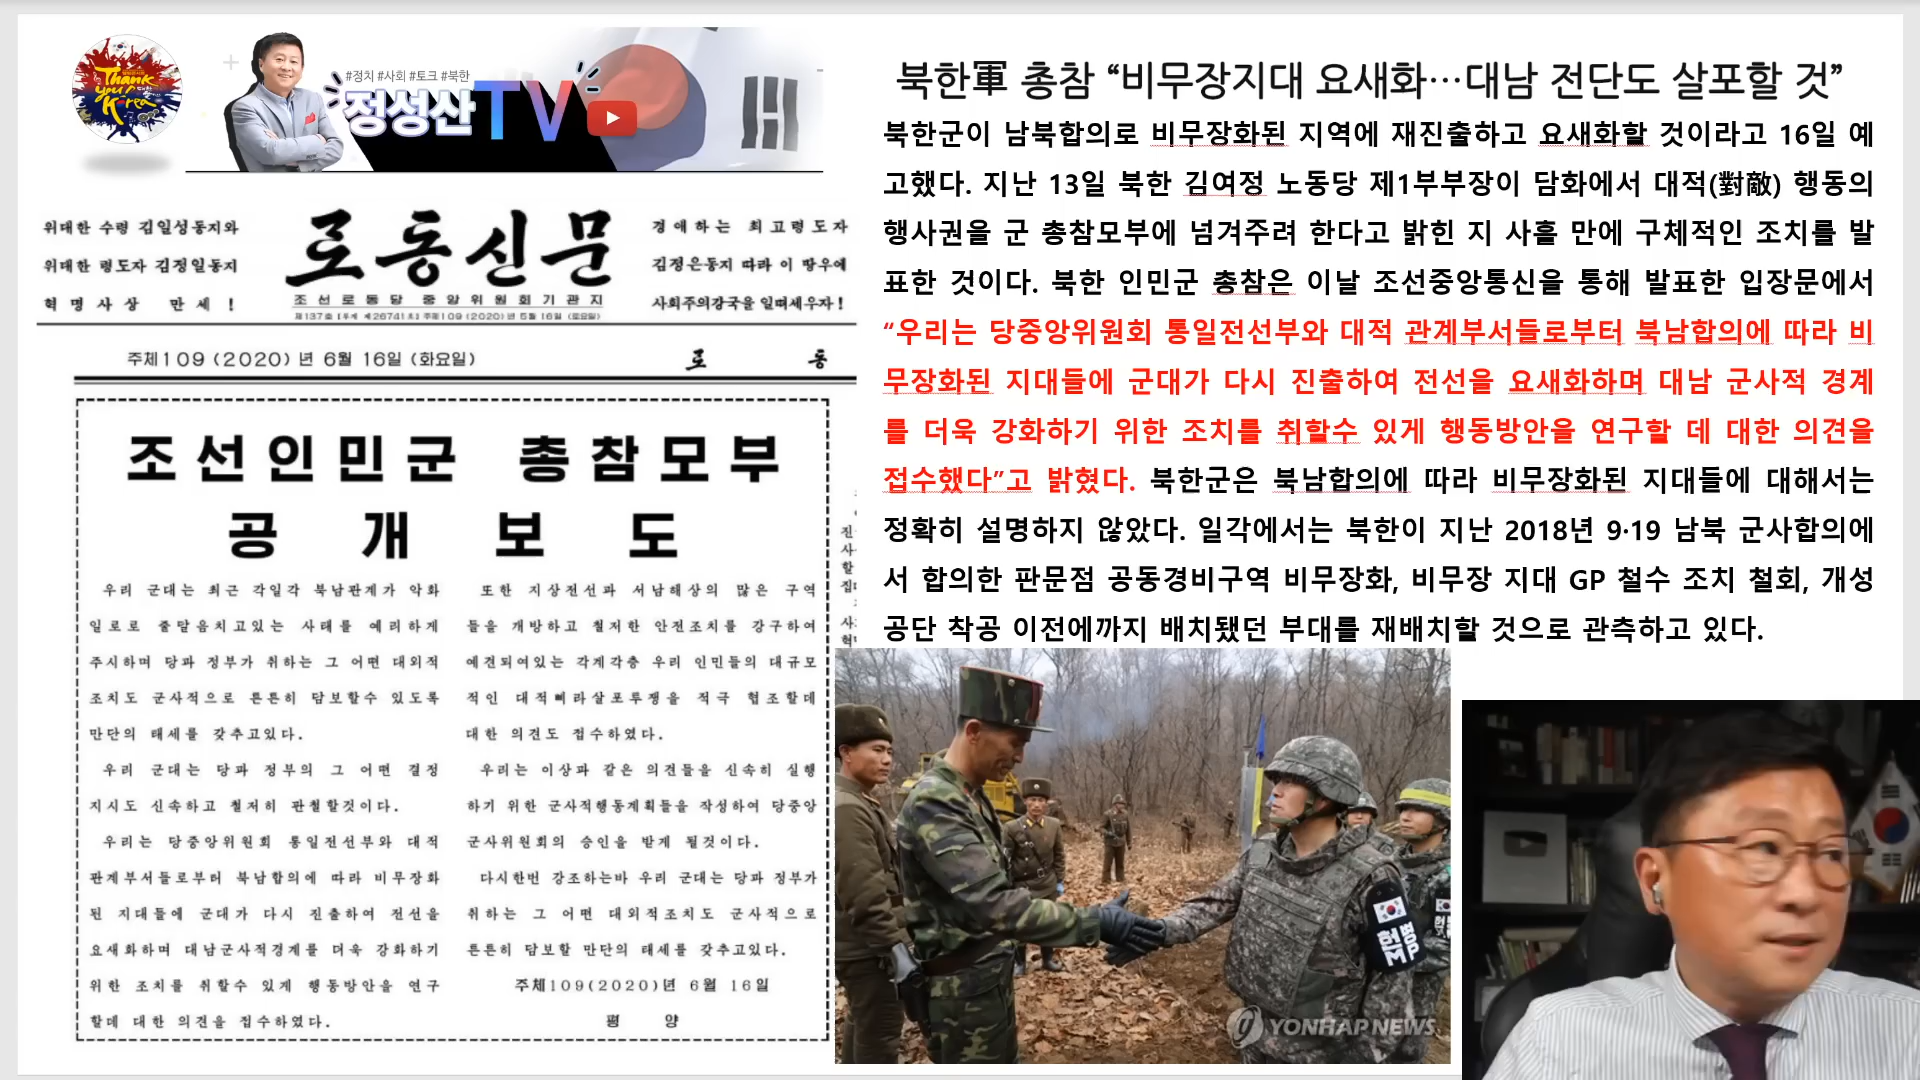 Thank you Korea
#정치 #사회 #토크 #북한
정성산TV
위대한 수령 김일성동지와
위대한 령도자 김정일동지
혁명사상 만세!
로동신문
조선로동당 중앙위원회기관지
제137호 [루계 제26741호] 주체109 (2020)년 5월 16일 (토요일)
경애하는 최고령도자
김정은동지 따라 이 땅우에
사회주의강국을 일떠세우자!
주체109 (2020) 년 6월 16일 (화요일)
로 동
조선인민군 총참모부
공개보도
우리 군대는 최근 각일각 북남관계가 악화
일로로 줄달음치고있는 사태를 예리하게
주시하며 당과 정부가 취하는 그 어떤 대외적
조치도 군사적으로 튼튼히 담보할수 있도록
만단의 태세를 갖추고있다.
우리 군대는 당과 정부의 그 어떤 결정
지시도 신속하고 철저히 관철할것이다.
우리는 당중앙위원회 통일전선부와 대적
관계부서들로부터 북남합의에 따라 비무장화
된 지대들에 군대가 다시 진출하여 전선을
요새화하며 대남군사적경계를 더욱 강화하기
위한 조치를 취할수 있게 행동방안을 연구
할데 대한 의견을 접수하였다.
또한 지상전선과 서남해상의 많은 구역
들을 개방하고 철저한 안전조치를 강구하여
예견되여있는 각계각층 우리 인민들의 대규모
적인 대적삐라살포투쟁을 적극 협조할데
대한 의견도 접수하였다.
우리는 이상과 같은 의견들을 신속히 실행
하기 위한 군사적행동계획들을 작성하여 당중앙
군사위원회의 승인을 받게 될것이다.
다시한번 강조하는바 우리 군대는 당과 정부가
취하는 그 어떤 대외적조치도 군사적으로
튼튼히 담보할 만단의 태세를 갖추고있다.
주체109(2020)년 6월 16일
평 양
북한軍 총참 “비무장지대 요새화…대남 전단도 살포할 것”
북한군이 남북합의로 비무장화된 지역에 재진출하고 요새화할 것이라고 16일 예
고했다. 지난 13일 북한 김여정 노동당 제1부부장이 담화에서 대적(對敵) 행동의
행사권을 군 총참모부에 넘겨주려 한다고 밝힌 지 사흘 만에 구체적인 조치를 발
표한 것이다. 북한 인민군 총참은 이날 조선중앙통신을 통해 발표한 입장문에서
“우리는 당중앙위원회 통일전선부와 대적 관계부서들로부터 북남합의에 따라 비
무장화된 지대들에 군대가 다시 진출하여 전선을 요새화하며 대남 군사적 경계
를 더욱 강화하기 위한 조치를 취할수 있게 행동방안을 연구할 데 대한 의견을
접수했다”고 밝혔다. 북한군은 북남합의에 따라 비무장화된 지대들에 대해서는
정확히 설명하지 않았다. 일각에서는 북한이 지난 2018년 9·19 남북 군사합의에
서 합의한 판문점 공동경비구역 비무장화, 비무장 지대 GP 철수 조치 철회, 개성
공단 착공 이전에까지 배치됐던 부대를 재배치할 것으로 관측하고 있다.
헌병
MP
YONHAP NEWS